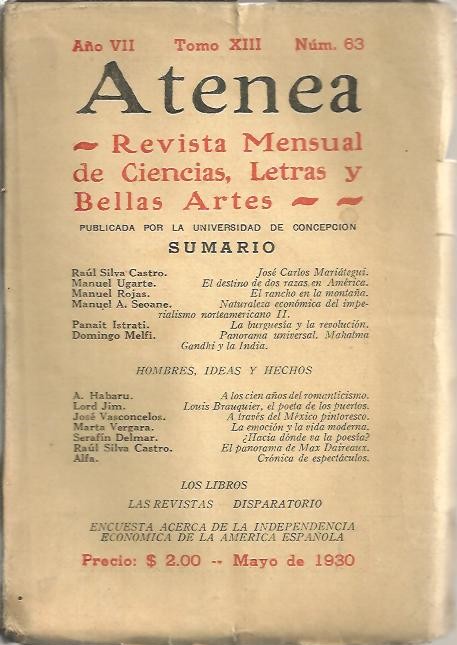 Año VII Tomo XIII Núm. 63
Atenea
~ Revista Mensual
de Ciencias, Letras y
Bellas Artes ~ ~
PUBLICADA POR LA UNIVERSIDAD DE CONCEPCION
SUMARIO
Raúl Silva Castro. José Carlos Mariátegui.
Manuel Ugarte. El destino de dos razas en América.
Manuel Rojas. El rancho en la montaña.
Manuel A. Seoane. Naturaleza económica del impe-
rialismo norteamericano II.
Panait Istrati. La burguesía y la revolución.
Domingo Melfi. Panorama universal. Mahatma
Gandhi y la India.
HOMBRES, IDEAS Y HECHOS
A. Habaru. A los cien años del romanticismo.
Lord Jim. Louis Brauquier, el poeta de los puertos.
José Vasconcelos. A través del México pintoresco.
Marta Vergara. La emoción y la vida moderna.
Serafín Delmar. ¿Hacia dónde va la poesía?
Raúl Silva Castro. El panorama de Max Daireaux.
Alfa. Crónica de espectáculos.
LOS LIBROS
LAS REVISTAS DISPARATORIO
ENCUESTA ACERCA DE LA INDEPENDENCIA
ECONOMICA DE LA AMERICA ESPAÑOLA
Precio: $ 2.00 -- Mayo de 1930